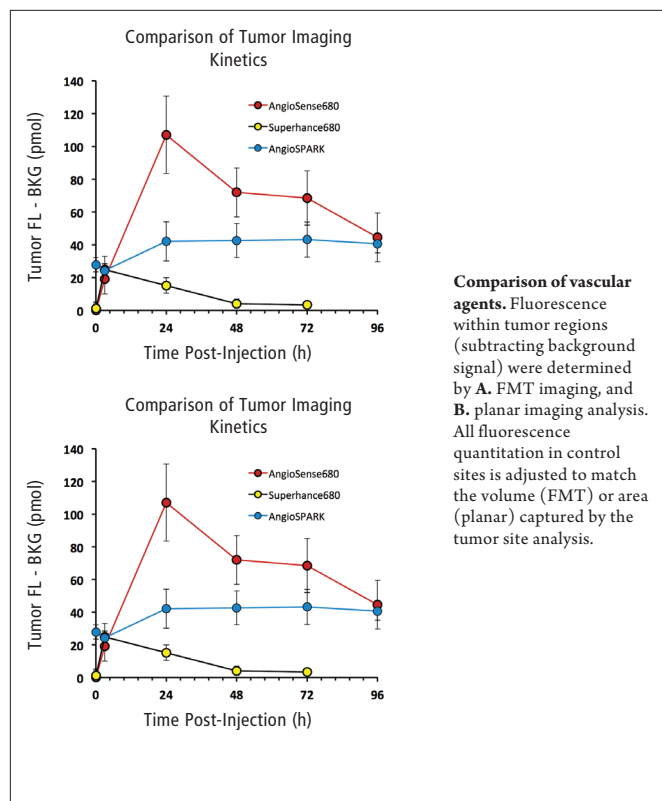 Comparison of Tumor Imaging
Kinetics
140
120
100
80
60
40
20
0
Tumor FL - BKG (pmol)
AngioSense680
Superhance680
AngioSPARK
0 24 48 72 96
Time Post-Injection (h)
Comparison of Tumor Imaging
Kinetics
140
120
100
80
60
40
20
0
Tumor FL - BKG (pmol)
AngioSense680
Superhance680
AngioSPARK
0 24 48 72 96
Time Post-Injection (h)
Comparison of vascular
agents. Fluorescence
within tumor regions
(subtracting background
signal) were determined
by A. FMT imaging, and
B. planar imaging analysis.
All fluorescence
quantitation in control
sites is adjusted to match
the volume (FMT) or area
(planar) captured by the
tumor site analysis.